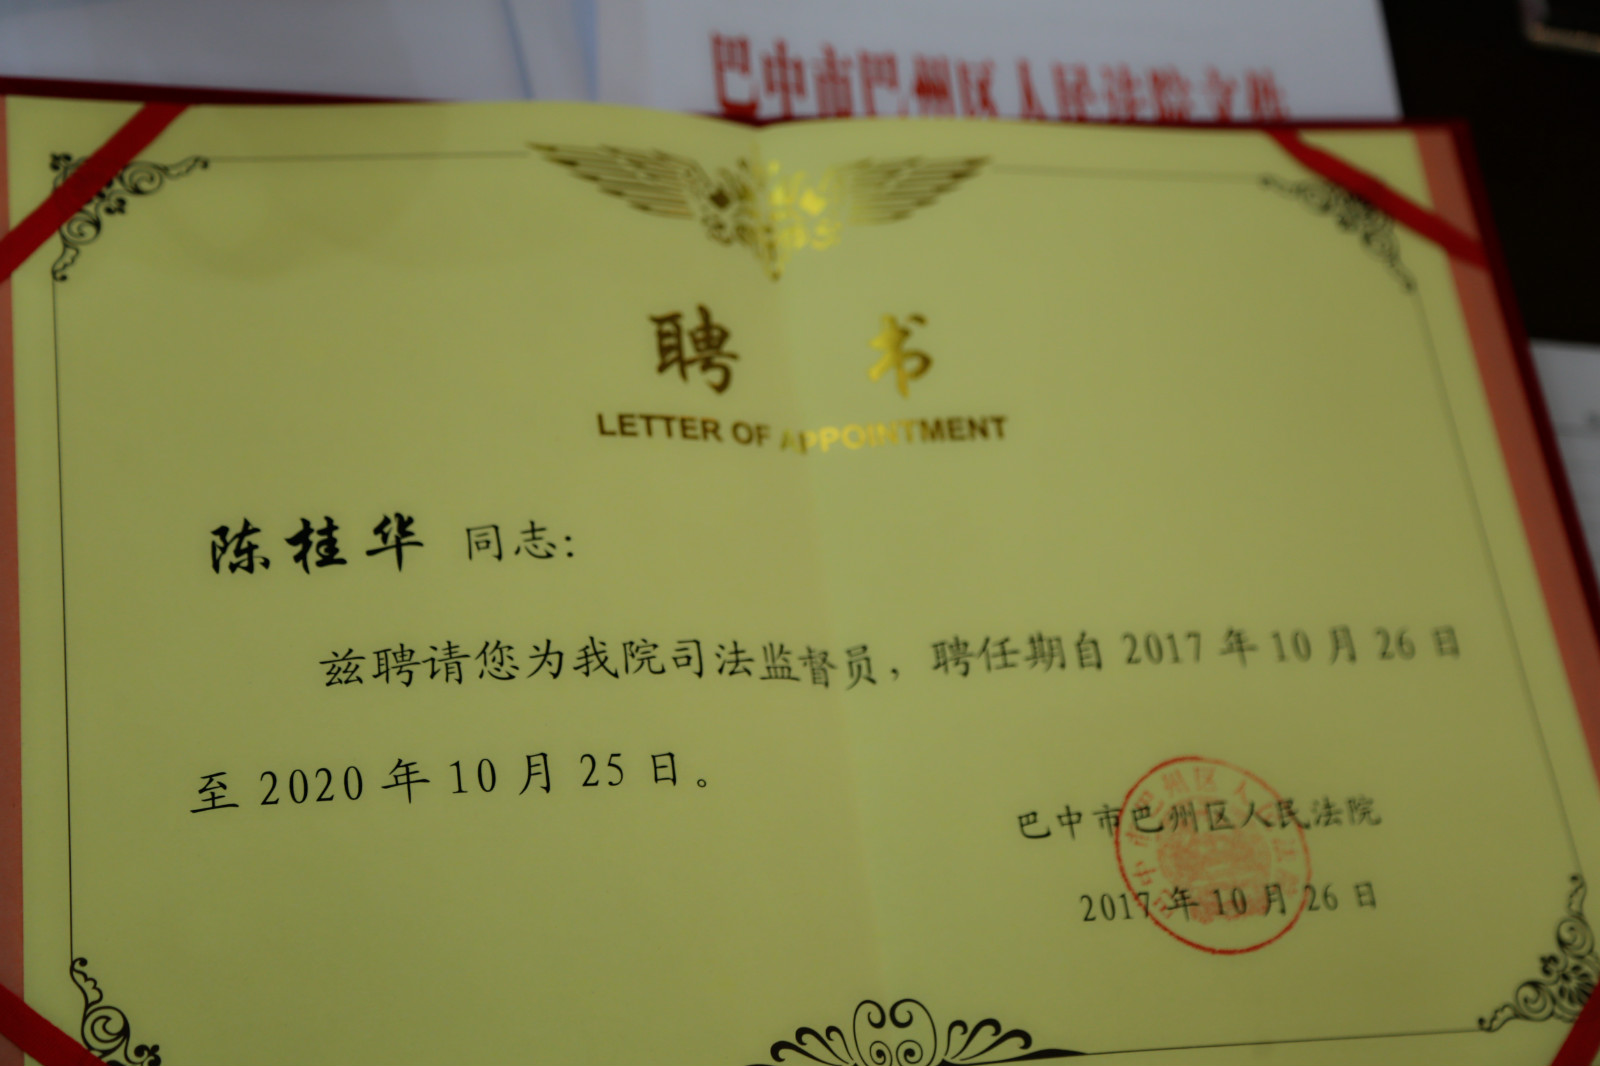 巴中市巴州区人民法院文件
聘书
LETTER OF APPOINTMENT
陈桂华 同志：
兹聘请您为我院司法监督员，聘任期自 2017 年 10 月 26 日
至 2020 年 10 月 25 日。
巴中市巴州区人民法院
2017 年 10 月 26 日